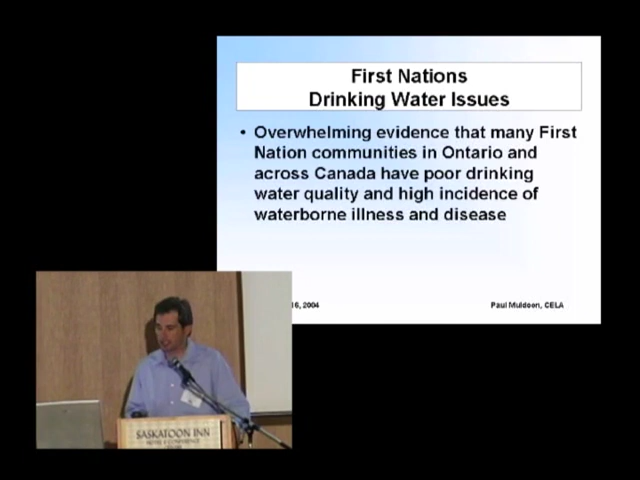 First Nations
Drinking Water Issues
• Overwhelming evidence that many First
Nation communities in Ontario and
across Canada have poor drinking
water quality and high incidence of
waterborne illness and disease
16, 2004
Paul Muldoon, CELA
SASKATOON INN